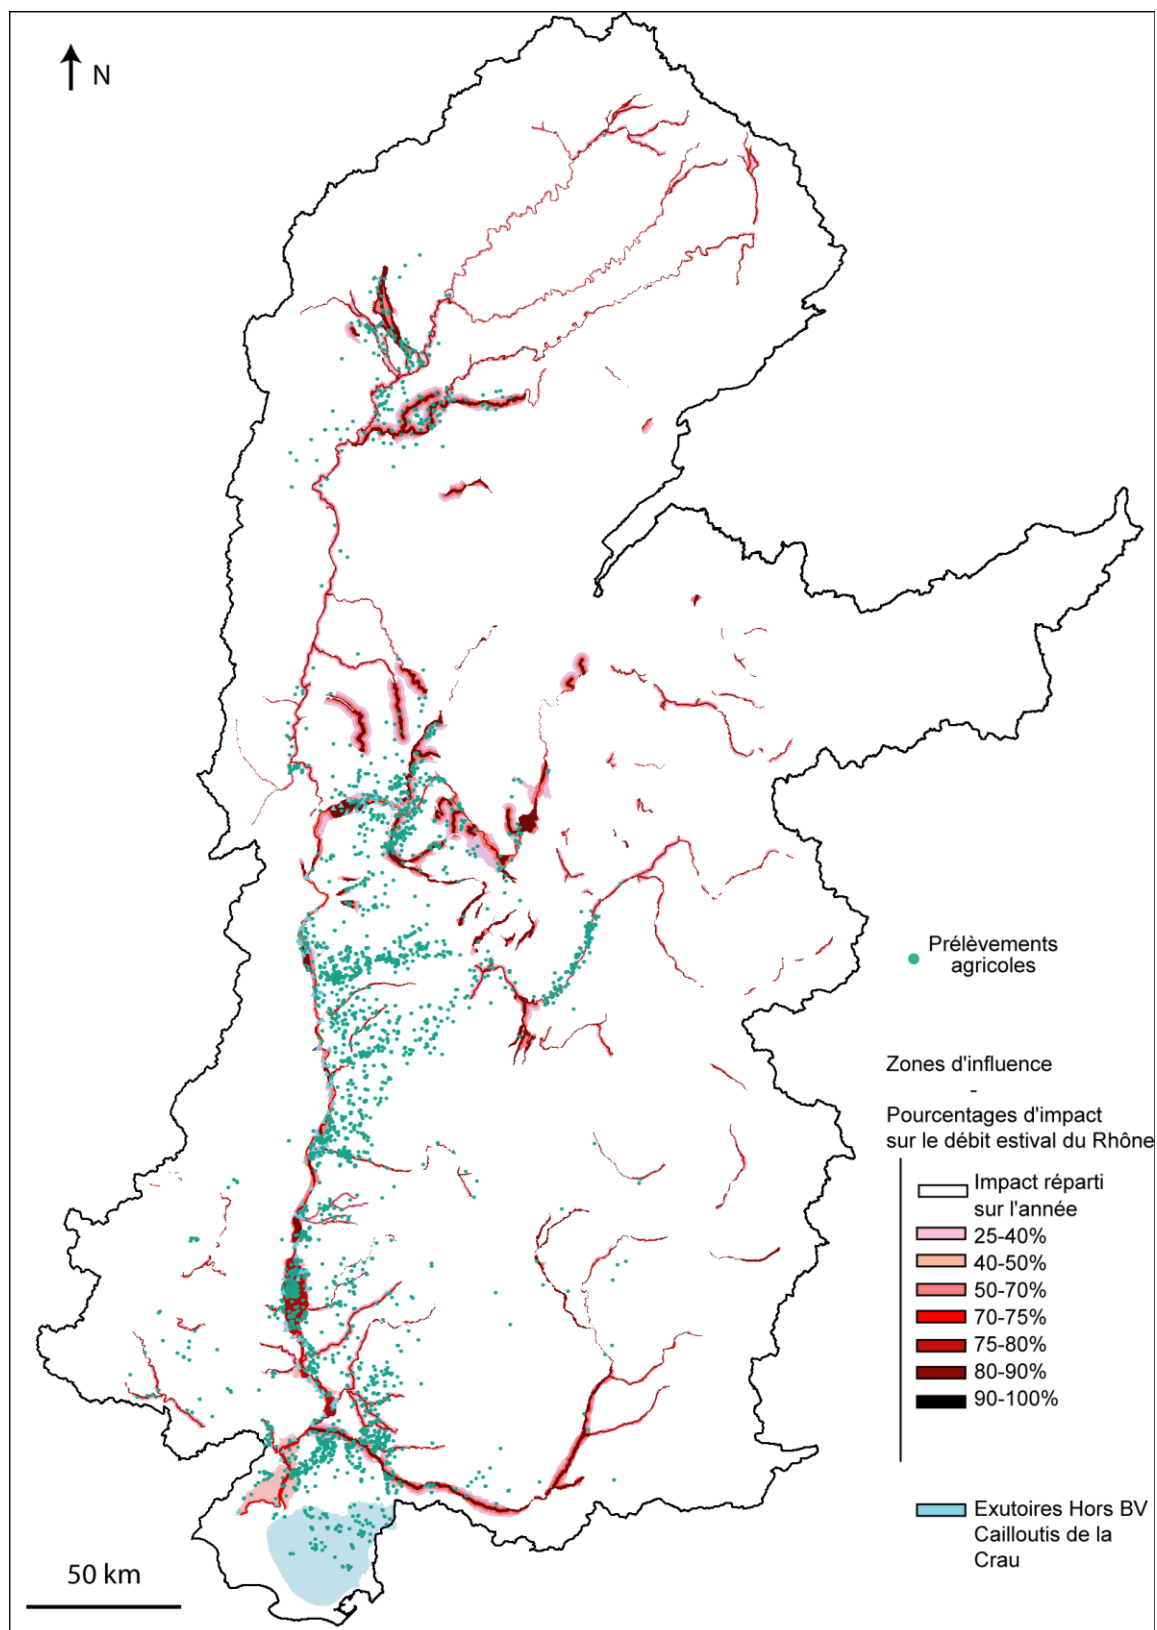 N
Prélèvements
agricoles
Zones d'influence
-
Pourcentages d'impact
sur le débit estival du Rhône
Impact réparti
sur l'année
25-40%
40-50%
50-70%
70-75%
75-80%
80-90%
90-100%
Exutoires Hors BV
Cailloutis de la
Crau
50 km